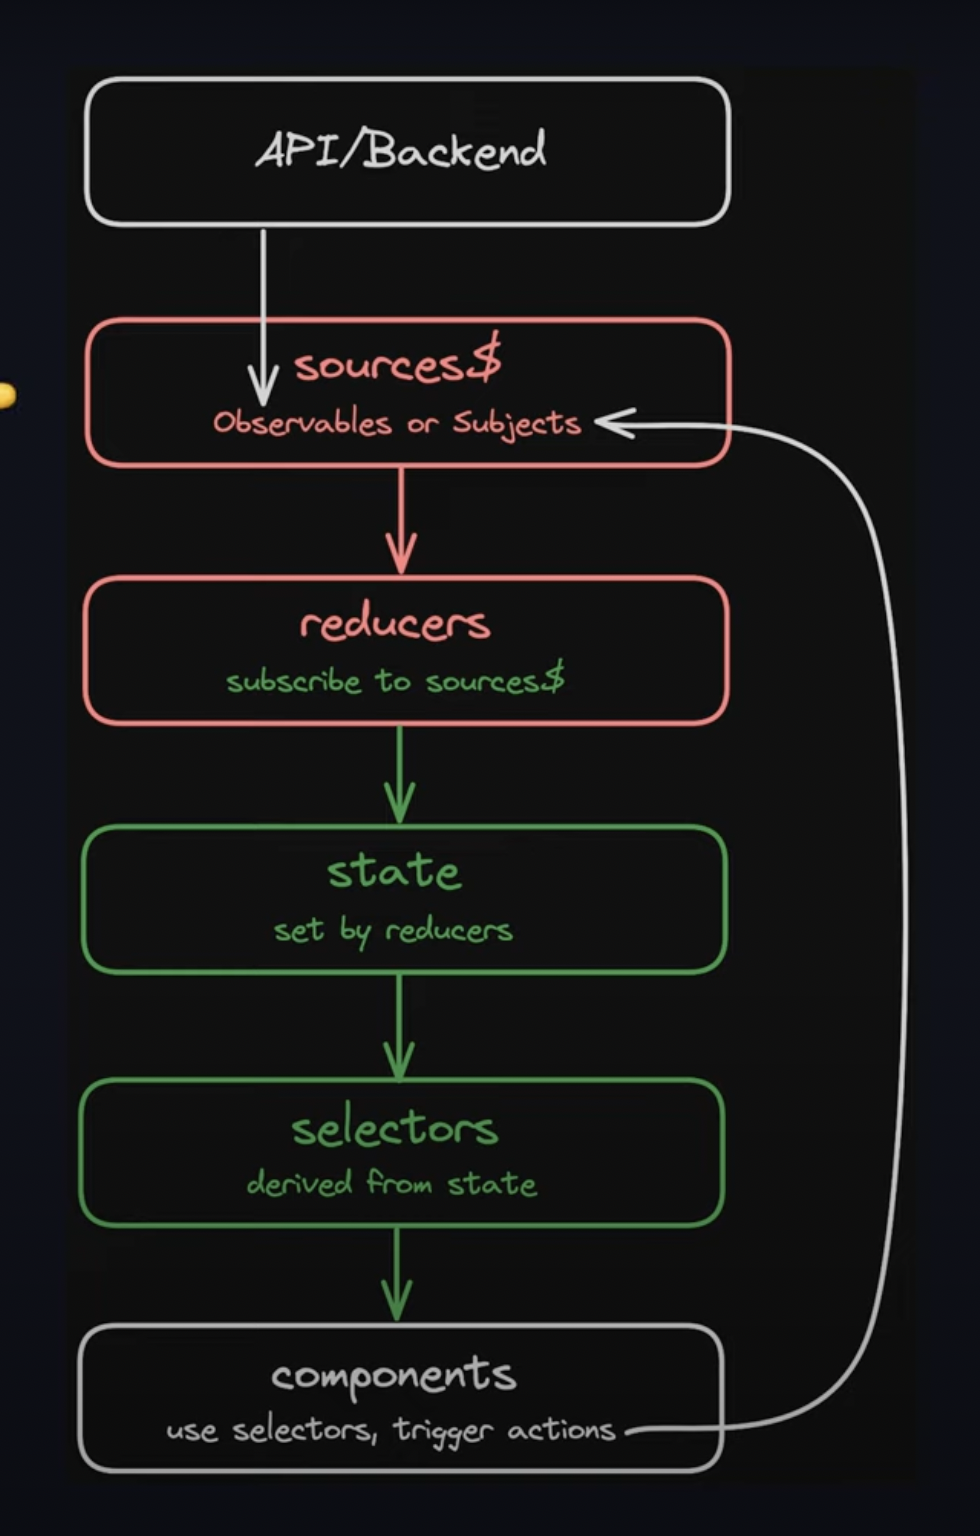 API/Backend
sources$
Observables or Subjects
reducers
subscribe to sources$
state
set by reducers
selectors
derived from state
components
use selectors, trigger actions